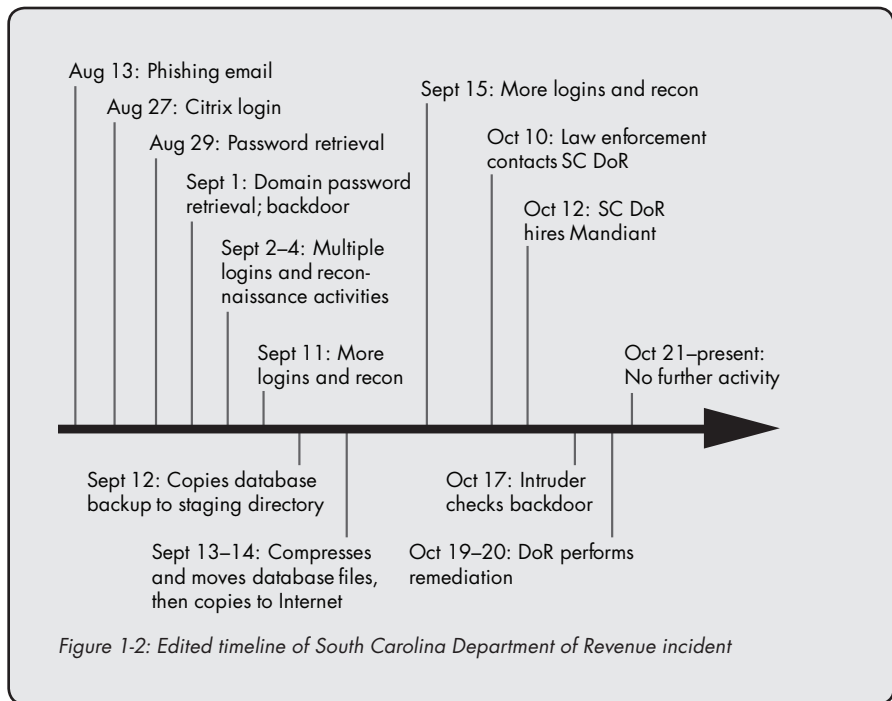 Aug 13: Phishing email
Aug 27: Citrix login
Aug 29: Password retrieval
Sept 1: Domain password
retrieval; backdoor
Sept 2–4: Multiple
logins and recon-
naissance activities
Sept 11: More
logins and recon
Sept 15: More logins and recon
Oct 10: Law enforcement
contacts SC DoR
Oct 12: SC DoR
hires Mandiant
Oct 21–present:
No further activity
Sept 12: Copies database
backup to staging directory
Sept 13–14: Compresses
and moves database files,
then copies to Internet
Oct 17: Intruder
checks backdoor
Oct 19–20: DoR performs
remediation
Figure 1-2: Edited timeline of South Carolina Department of Revenue incident